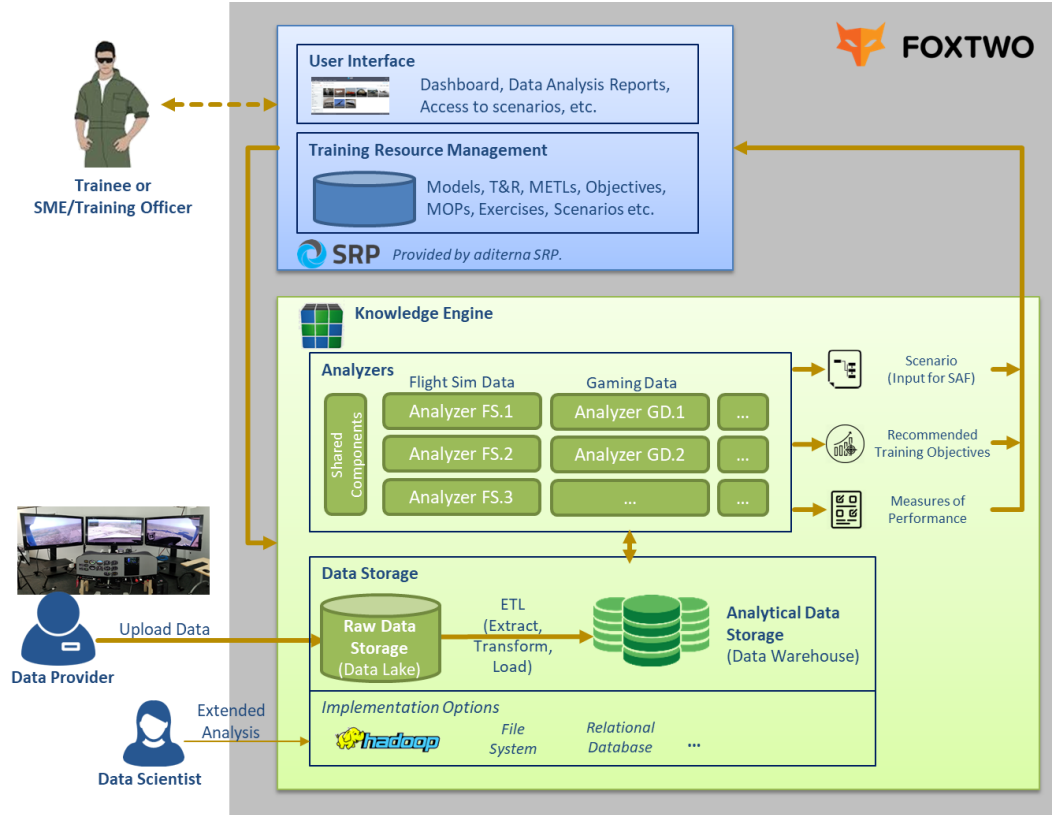 FOXTWO
User Interface
Dashboard, Data Analysis Reports,
Access to scenarios, etc.
Training Resource Management
Models, T&R, METLs, Objectives,
MOPs, Exercises, Scenarios etc.
SRP
Provided by aditerna SRP.
Trainee or
SME/Training Officer
Knowledge Engine
Analyzers
Flight Sim Data
Gaming Data
Shared
Components
Analyzer FS.1
Analyzer GD.1
...
Analyzer FS.2
Analyzer GD.2
...
Analyzer FS.3
...
...
Scenario
(Input for SAF)
Recommended
Training Objectives
Measures of
Performance
Data Storage
Raw Data
Storage
(Data Lake)
ETL
(Extract,
Transform,
Load)
Analytical Data
Storage
(Data Warehouse)
Upload Data
Data Provider
Implementation Options
hadoop
File
System
Relational
Database
...
Extended
Analysis
Data Scientist